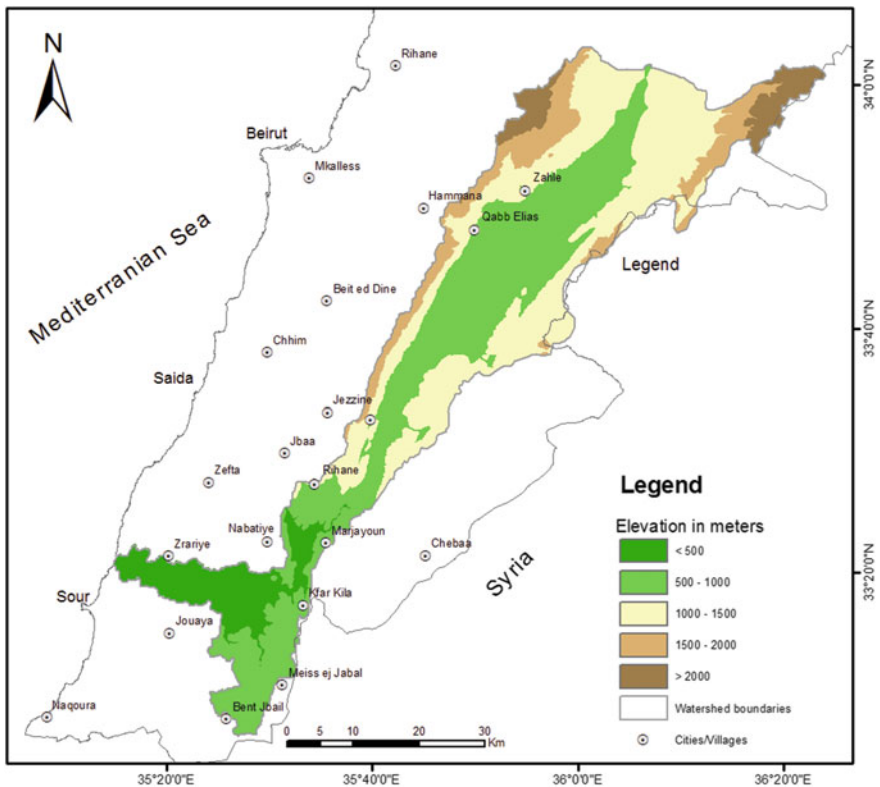 N
Rihane
34°0'0"N
Beirut
Mkalless
Zahle
Hammana
Qabb Elias
Mediterranian Sea
Legend
Beit ed Dine
33°40'0"N
Chhim
Saida
Jezzine
Jbaa
Zefta
Rihane
Legend
Elevation in meters
Nabatiye
Marjayoun
Zrariye
Chebaa
Syria
< 500
500 - 1000
33°20'0"N
Sour
Kfar Kila
1000 - 1500
Jouaya
1500 - 2000
Meiss ej Jabal
> 2000
Naqoura
Bent Jbail
Watershed boundaries
0 5 10 20 30
Km
Cities/Villages
35°20'0"E 35°40'0"E 36°0'0"E 36°20'0"E